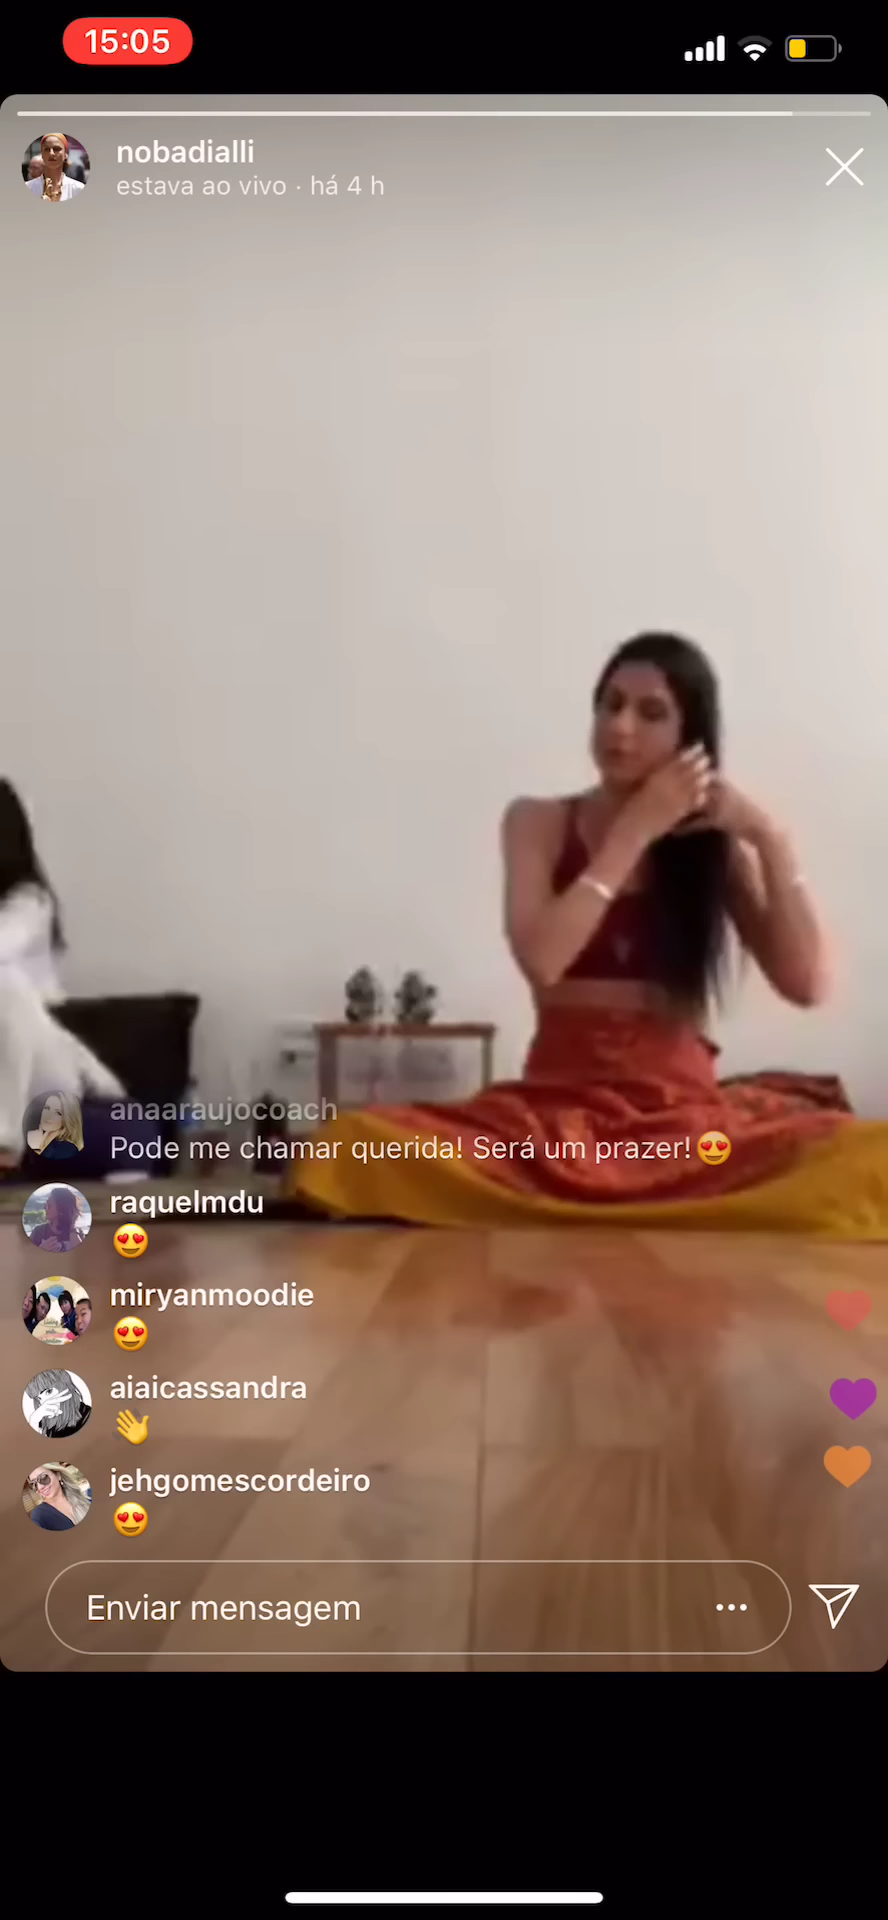 15:05
nobadialli
estava ao vivo · há 4 h
anaaraujocoach
Pode me chamar querida! Será um prazer!😍
raquelmdu
😍
miryanmoodie
😍
aiaicassandra
👋
jehgomescordeiro
😍
Enviar mensagem